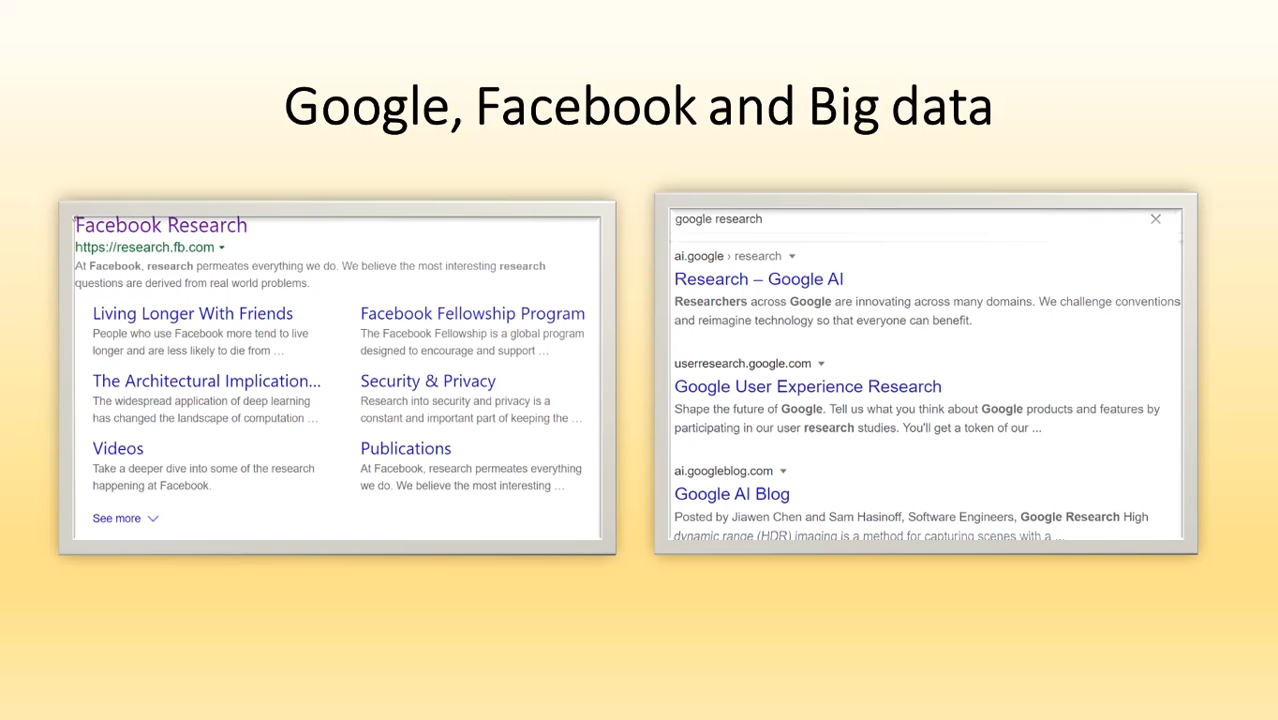 Google, Facebook and Big data
Facebook Research
https://research.fb.com
At Facebook, research permeates everything we do. We believe the most interesting research
questions are derived from real world problems.
Living Longer With Friends
People who use Facebook more tend to live
longer and are less likely to die from ...
Facebook Fellowship Program
The Facebook Fellowship is a global program
designed to encourage and support ...
The Architectural Implication...
The widespread application of deep learning
has changed the landscape of computation ...
Security & Privacy
Research into security and privacy is a
constant and important part of keeping the ...
Videos
Take a deeper dive into some of the research
happening at Facebook.
Publications
At Facebook, research permeates everything
we do. We believe the most interesting ...
See more
google research
ai.google › research
Research – Google AI
Researchers across Google are innovating across many domains. We challenge conventions
and reimagine technology so that everyone can benefit.
userresearch.google.com
Google User Experience Research
Shape the future of Google. Tell us what you think about Google products and features by
participating in our user research studies. You'll get a token of our ...
ai.googleblog.com
Google AI Blog
Posted by Jiawen Chen and Sam Hasinoff, Software Engineers, Google Research High
dynamic range (HDR) imaging is a method for capturing scenes with a ...